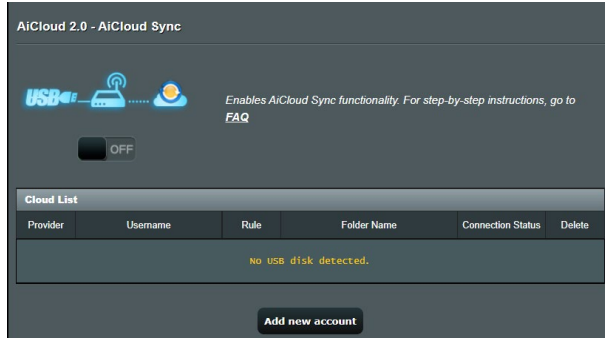 AiCloud 2.0 - AiCloud Sync
USB
Enables AiCloud Sync functionality. For step-by-step instructions, go to
FAQ
OFF
Cloud List
Provider Username Rule Folder Name Connection Status Delete
No USB disk detected.
Add new account